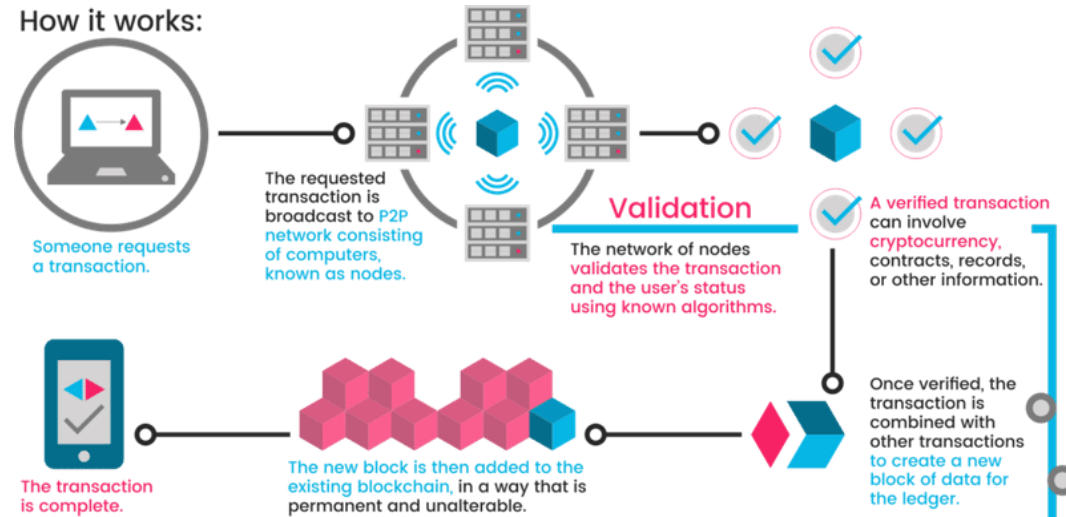 How it works:
Someone requests
a transaction.
The requested
transaction is
broadcast to P2P
network consisting
of computers,
known as nodes.
Validation
The network of nodes
validates the transaction
and the user's status
using known algorithms.
A verified transaction
can involve
cryptocurrency,
contracts, records,
or other information.
Once verified, the
transaction is
combined with
other transactions
to create a new
block of data for
the ledger.
The new block is then added to the
existing blockchain, in a way that is
permanent and unalterable.
The transaction
is complete.